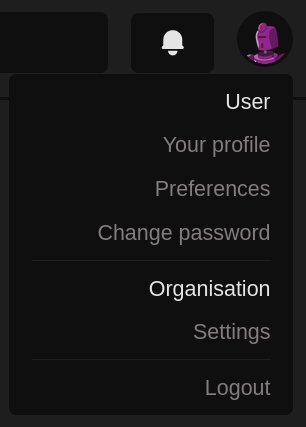 User
Your profile
Preferences
Change password
Organisation
Settings
Logout